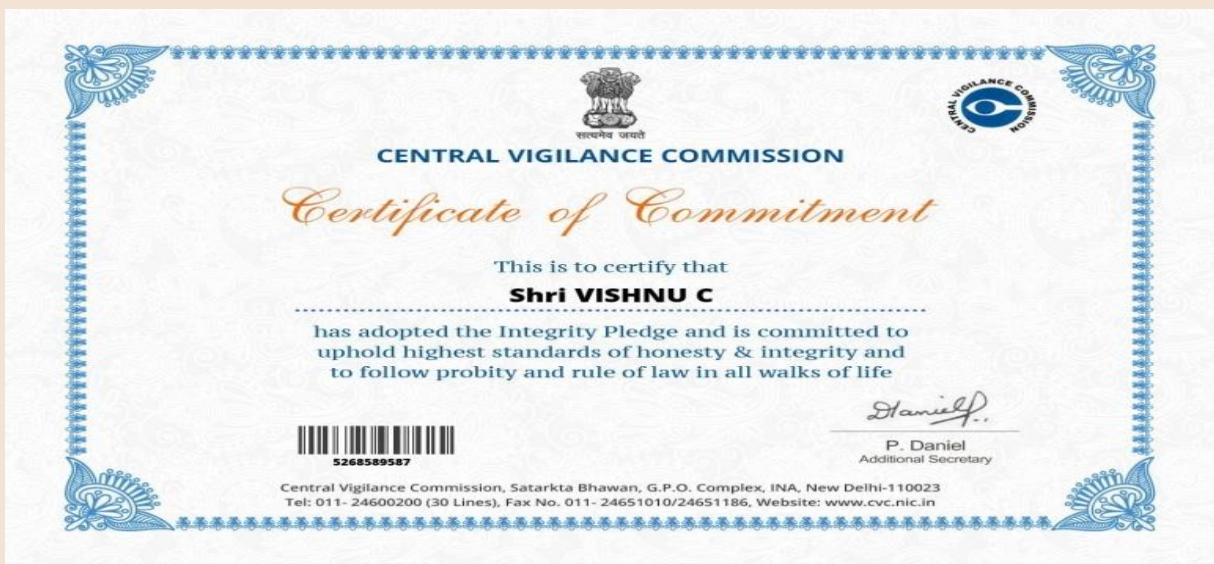 सत्यमेव जयते
CENTRAL VIGILANCE COMMISSION
CENTRAL VIGILANCE COMMISSION
Certificate of Commitment
This is to certify that
Shri VISHNU C
has adopted the Integrity Pledge and is committed to
uphold highest standards of honesty & integrity and
to follow probity and rule of law in all walks of life
Daniel
P. Daniel
Additional Secretary
5268589587
Central Vigilance Commission, Satarkta Bhawan, G.P.O. Complex, INA, New Delhi-110023
Tel: 011- 24600200 (30 Lines), Fax No. 011- 24651010/24651186, Website: www.cvc.nic.in